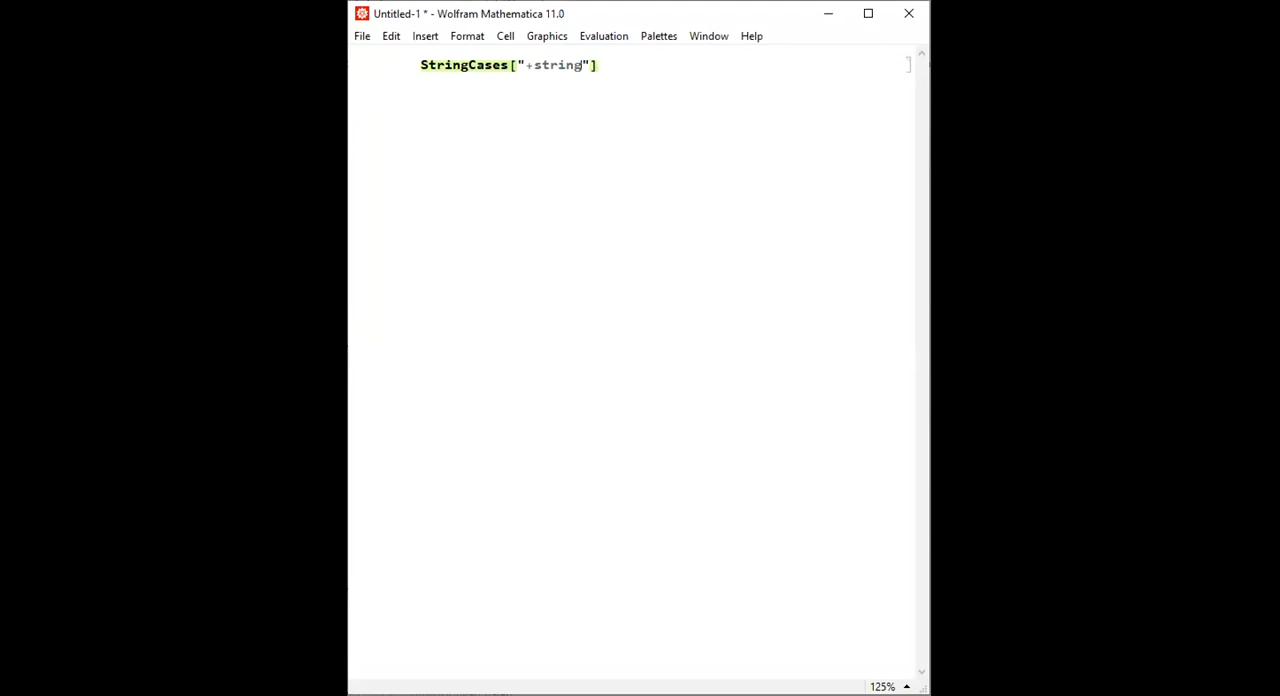 Untitled-1 * - Wolfram Mathematica 11.0
File Edit Insert Format Cell Graphics Evaluation Palettes Window Help
StringCases["+string"]
125%